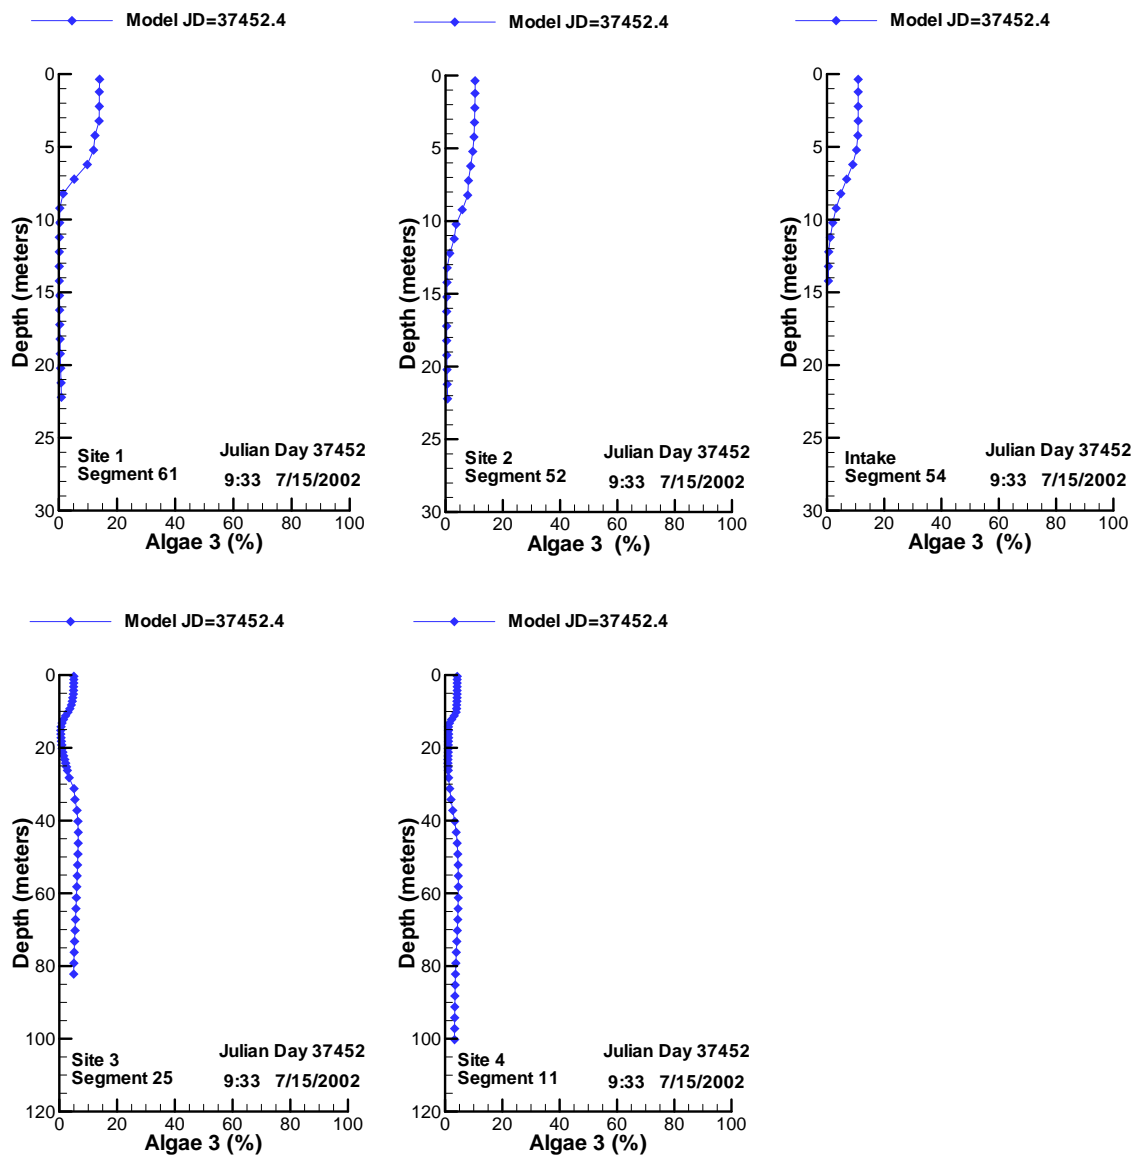 Model JD=37452.4
0
5
10
15
20
25
30
Depth (meters)
Site 1
Segment 61
Julian Day 37452
9:33 7/15/2002
0 20 40 60 80 100
Algae 3 (%)
Model JD=37452.4
0
5
10
15
20
25
30
Depth (meters)
Site 2
Segment 52
Julian Day 37452
9:33 7/15/2002
0 20 40 60 80 100
Algae 3 (%)
Model JD=37452.4
0
5
10
15
20
25
30
Depth (meters)
Intake
Segment 54
Julian Day 37452
9:33 7/15/2002
0 20 40 60 80 100
Algae 3 (%)
Model JD=37452.4
0
20
40
60
80
100
120
Depth (meters)
Site 3
Segment 25
Julian Day 37452
9:33 7/15/2002
0 20 40 60 80 100
Algae 3 (%)
Model JD=37452.4
0
20
40
60
80
100
120
Depth (meters)
Site 4
Segment 11
Julian Day 37452
9:33 7/15/2002
0 20 40 60 80 100
Algae 3 (%)